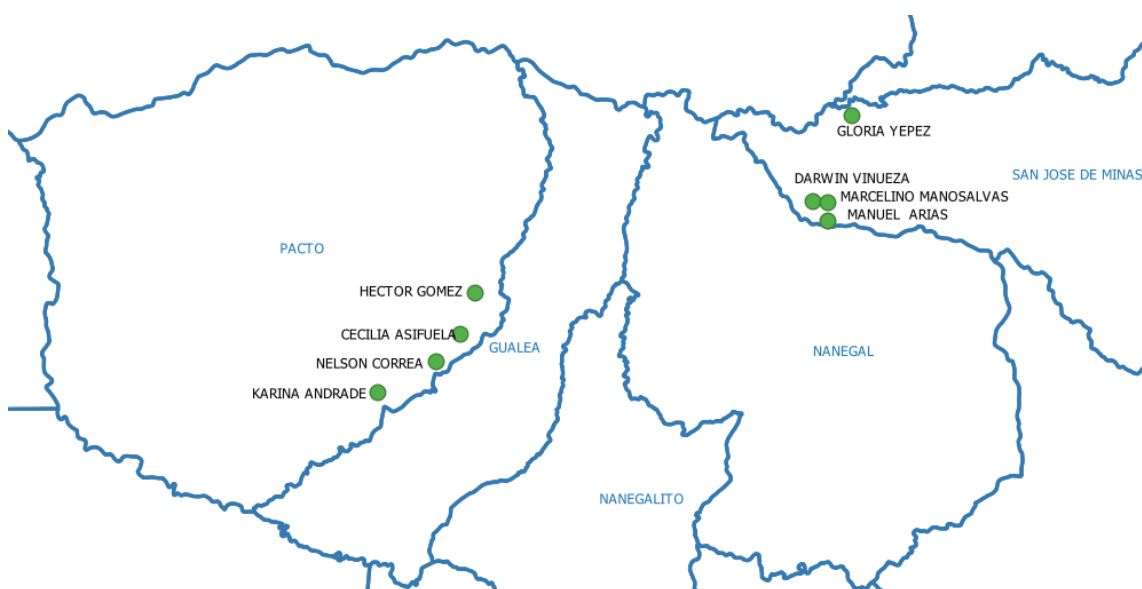 GLORIA YEPEZ
DARWIN VINUEZA
SAN JOSE DE MINAS
MARCELINO MANOSALVAS
MANUEL ARIAS
PACTO
HECTOR GOMEZ
CECILIA ASIFUELA
GUALEA
NANEGAL
NELSON CORREA
KARINA ANDRADE
NANEGALITO